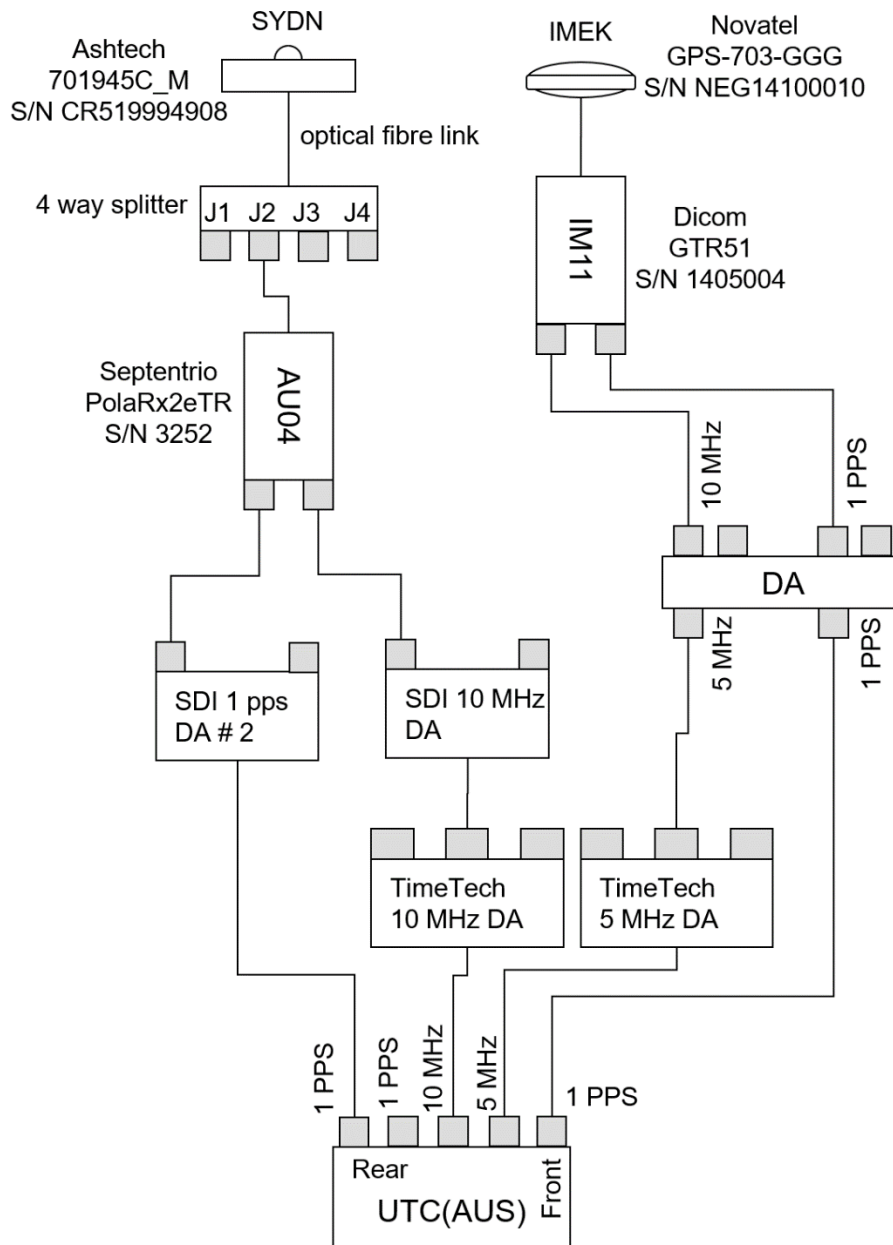 SYDN
Ashtech
701945C_M
S/N CR519994908
optical fibre link
4 way splitter
J1 J2 J3 J4
IMEK
Novatel
GPS-703-GGG
S/N NEG14100010
IM11
Dicom
GTR51
S/N 1405004
Septentrio
PolaRx2eTR
S/N 3252
AU04
10 MHz
1 PPS
DA
5 MHz
1 PPS
SDI 1 pps
DA # 2
SDI 10 MHz
DA
TimeTech
10 MHz DA
TimeTech
5 MHz DA
1 PPS
1 PPS
10 MHz
5 MHz
1 PPS
Rear
Front
UTC(AUS)